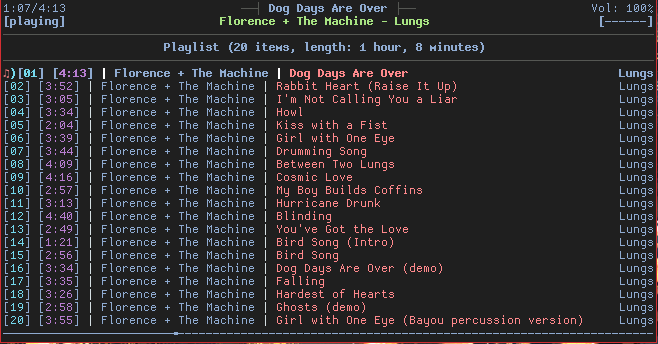 1:07/4:13 ─┤ Dog Days Are Over ├─ Vol: 100%
[playing] Florence + The Machine - Lungs [------]
Playlist (20 items, length: 1 hour, 8 minutes)
♫)[01] [4:13] | Florence + The Machine | Dog Days Are Over Lungs
[02] [3:52] | Florence + The Machine | Rabbit Heart (Raise It Up) Lungs
[03] [3:05] | Florence + The Machine | I'm Not Calling You a Liar Lungs
[04] [3:34] | Florence + The Machine | Howl Lungs
[05] [2:04] | Florence + The Machine | Kiss with a Fist Lungs
[06] [3:39] | Florence + The Machine | Girl with One Eye Lungs
[07] [3:44] | Florence + The Machine | Drumming Song Lungs
[08] [4:09] | Florence + The Machine | Between Two Lungs Lungs
[09] [4:16] | Florence + The Machine | Cosmic Love Lungs
[10] [2:57] | Florence + The Machine | My Boy Builds Coffins Lungs
[11] [3:13] | Florence + The Machine | Hurricane Drunk Lungs
[12] [4:40] | Florence + The Machine | Blinding Lungs
[13] [2:49] | Florence + The Machine | You've Got the Love Lungs
[14] [1:21] | Florence + The Machine | Bird Song (Intro) Lungs
[15] [2:56] | Florence + The Machine | Bird Song Lungs
[16] [3:34] | Florence + The Machine | Dog Days Are Over (demo) Lungs
[17] [3:35] | Florence + The Machine | Falling Lungs
[18] [3:26] | Florence + The Machine | Hardest of Hearts Lungs
[19] [2:58] | Florence + The Machine | Ghosts (demo) Lungs
[20] [3:55] | Florence + The Machine | Girl with One Eye (Bayou percussion version) Lungs